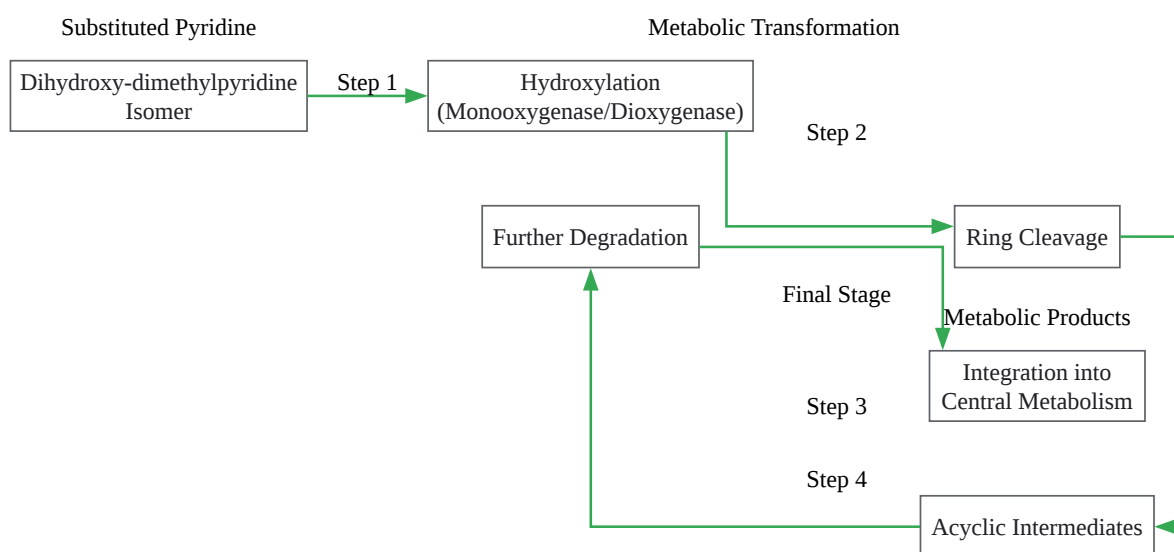 Substituted Pyridine
Metabolic Transformation
Dihydroxy-dimethylpyridine
Isomer
Step 1
Hydroxylation
(Monooxygenase/Dioxygenase)
Step 2
Further Degradation
Ring Cleavage
Final Stage
Metabolic Products
Integration into
Central Metabolism
Step 3
Step 4
Acyclic Intermediates